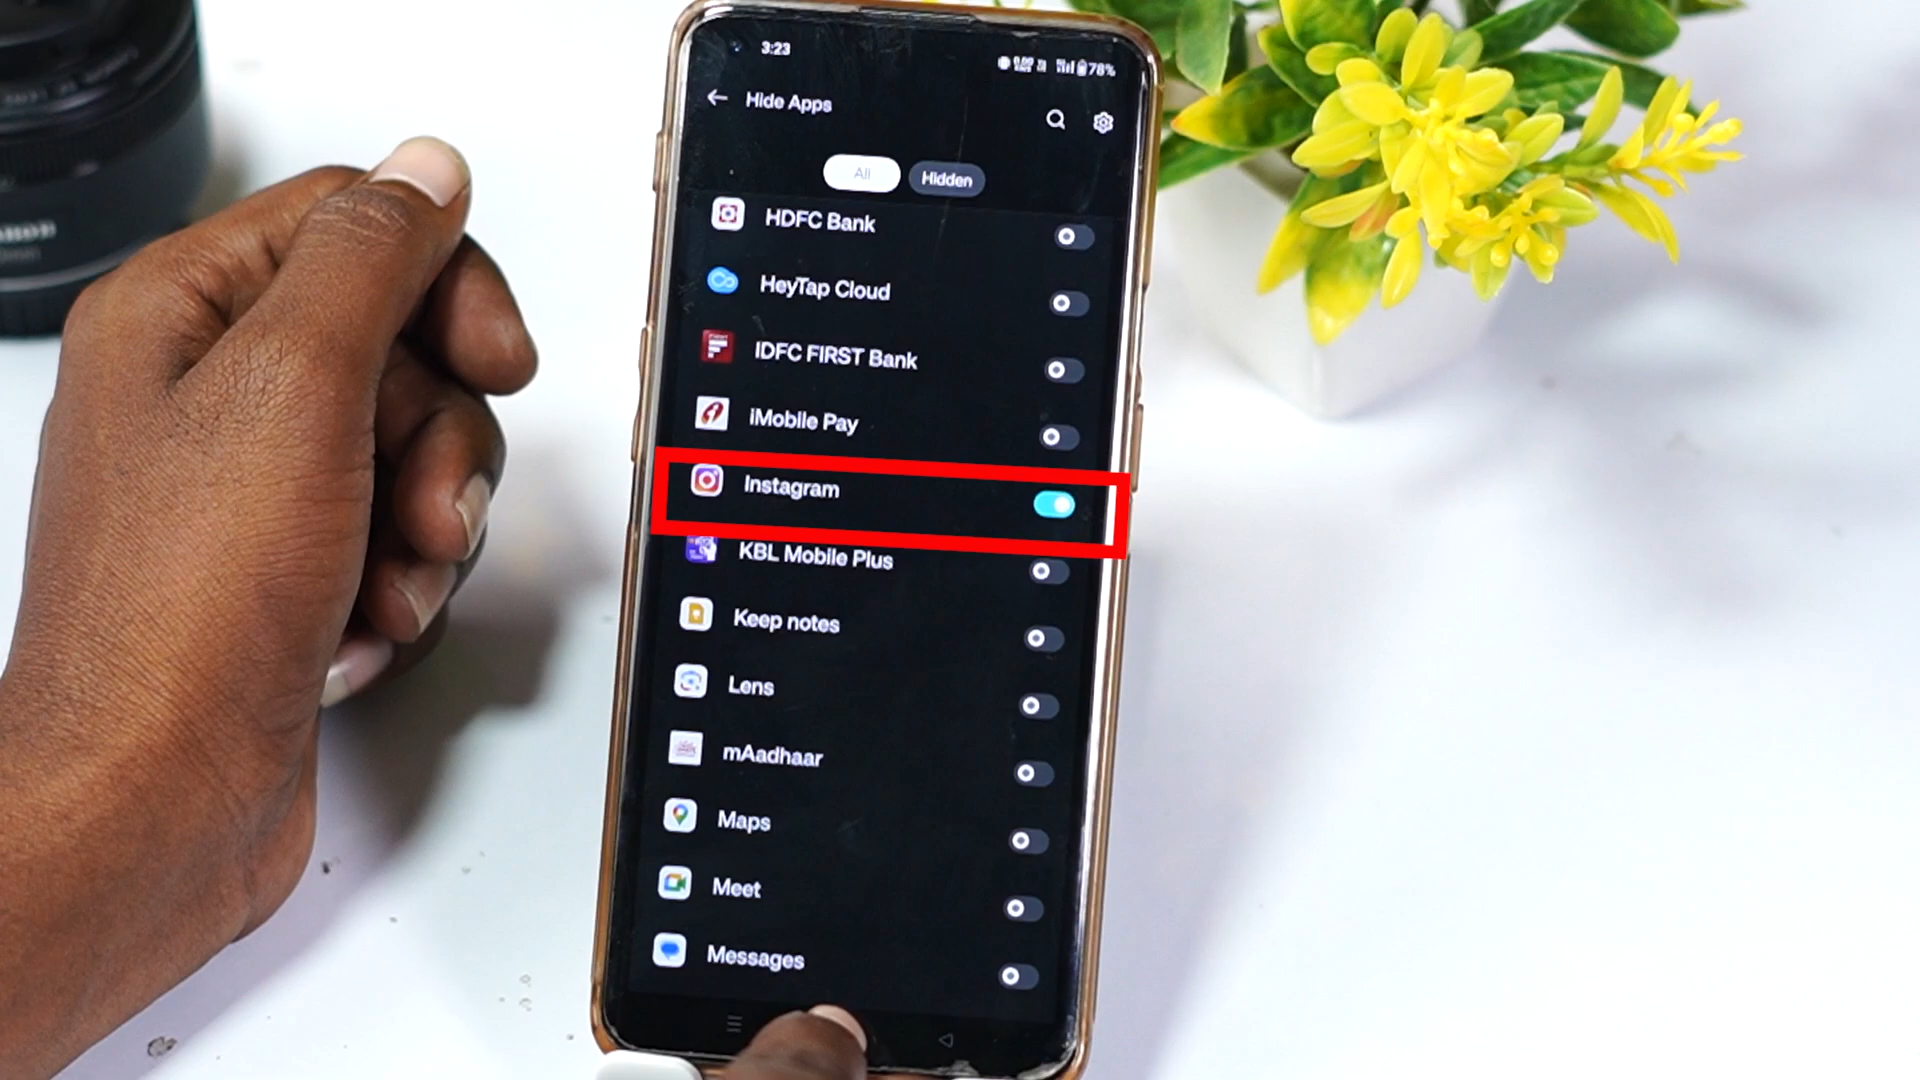 3:23
78%
Hide Apps
All
Hidden
HDFC Bank
HeyTap Cloud
IDFC FIRST Bank
iMobile Pay
Instagram
KBL Mobile Plus
Keep notes
Lens
mAadhaar
Maps
Meet
Messages